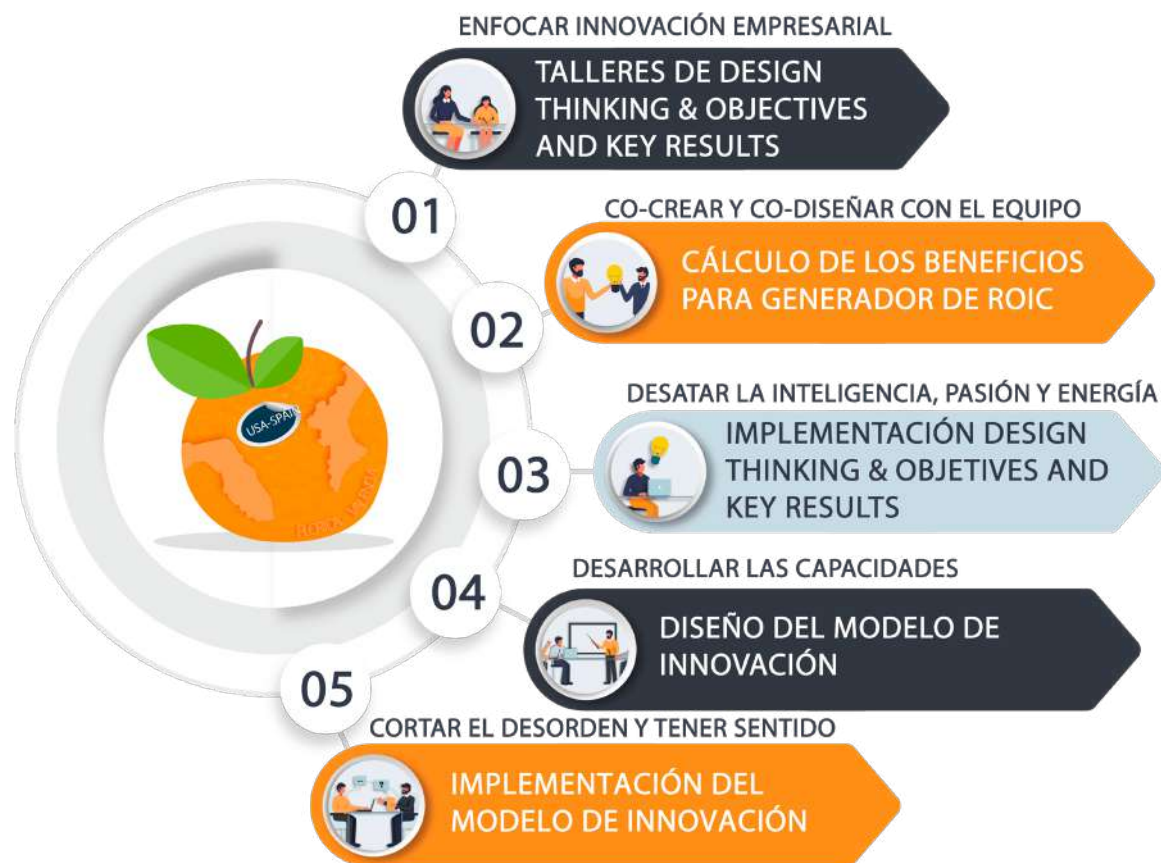 ENFOCAR INNOVACIÓN EMPRESARIAL
TALLERES DE DESIGN
THINKING & OBJECTIVES
AND KEY RESULTS
01
CO-CREAR Y CO-DISEÑAR CON EL EQUIPO
CÁLCULO DE LOS BENEFICIOS
PARA GENERADOR DE ROIC
02
DESATAR LA INTELIGENCIA, PASIÓN Y ENERGÍA
IMPLEMENTACIÓN DESIGN
THINKING & OBJETIVES AND
KEY RESULTS
03
DESARROLLAR LAS CAPACIDADES
DISEÑO DEL MODELO DE
INNOVACIÓN
04
CORTAR EL DESORDEN Y TENER SENTIDO
IMPLEMENTACIÓN DEL
MODELO DE INNOVACIÓN
05
USA-SPAIN